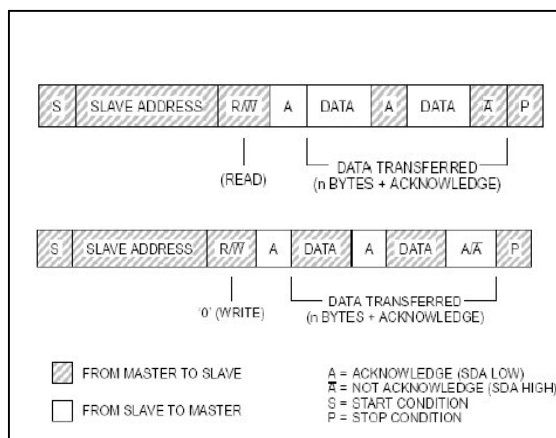 S SLAVE ADDRESS R/W̅ A DATA A DATA A̅ P
(READ)
DATA TRANSFERRED
(n BYTES + ACKNOWLEDGE)
S SLAVE ADDRESS R/W̅ A DATA A DATA A/A̅ P
'0' (WRITE)
DATA TRANSFERRED
(n BYTES + ACKNOWLEDGE)
FROM MASTER TO SLAVE
FROM SLAVE TO MASTER
A = ACKNOWLEDGE (SDA LOW)
A̅ = NOT ACKNOWLEDGE (SDA HIGH)
S = START CONDITION
P = STOP CONDITION